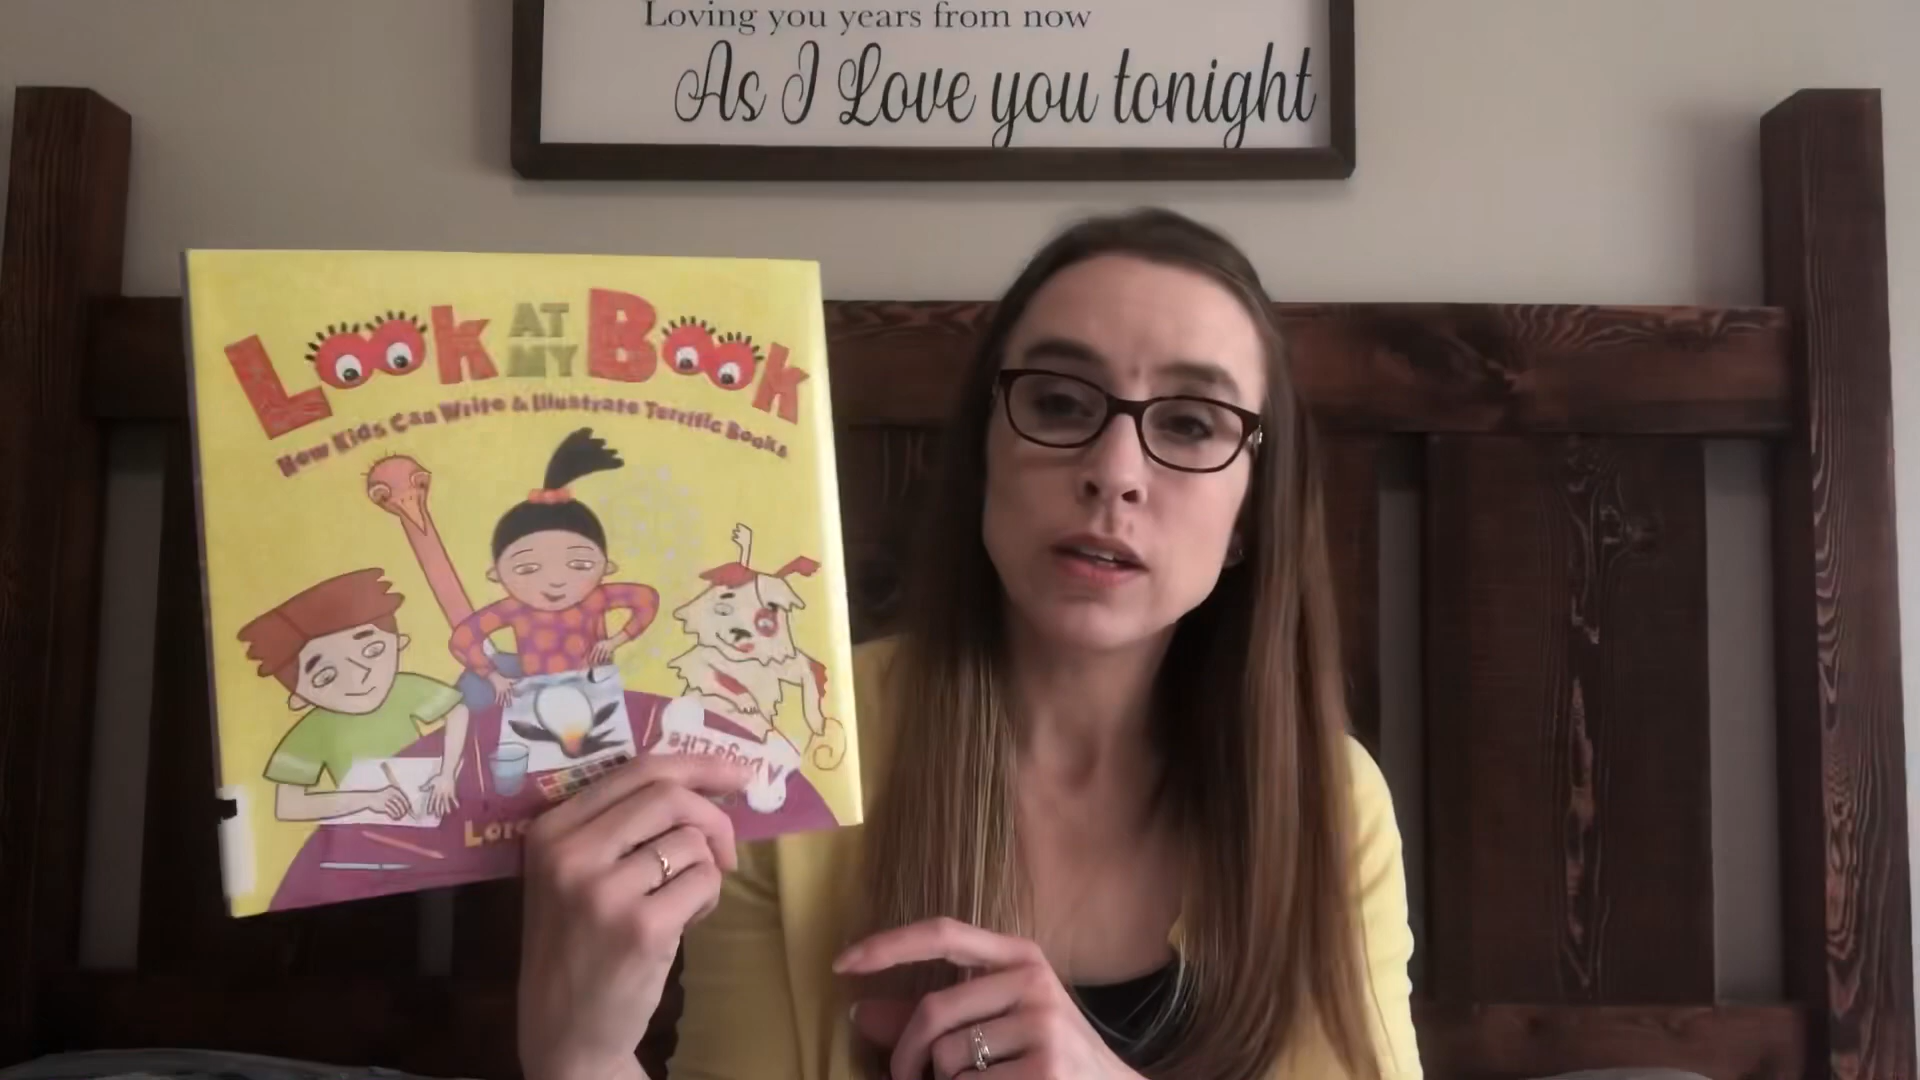 Loving you years from now
As I Love you tonight
Look AT MY Book
How Kids Can Write & Illustrate Terrific Books
A Dog's Life